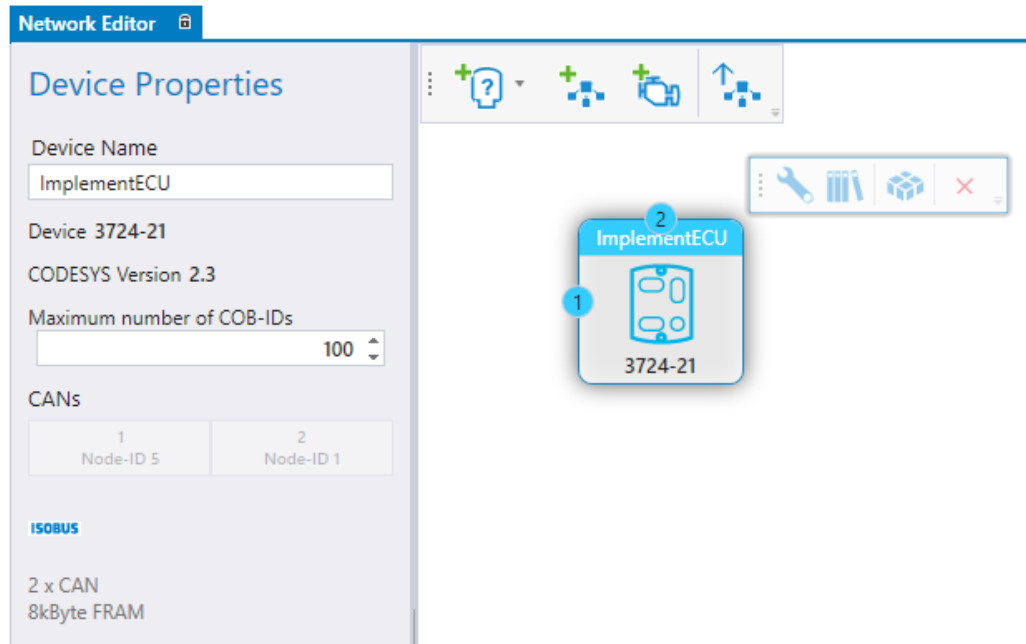 Network Editor
Device Properties
Device Name
ImplementECU
Device 3724-21
CODESYS Version 2.3
Maximum number of COB-IDs
100
CANs
1
Node-ID 5
2
Node-ID 1
ISOBUS
2 x CAN
8kByte FRAM
?
2
ImplementECU
1
3724-21